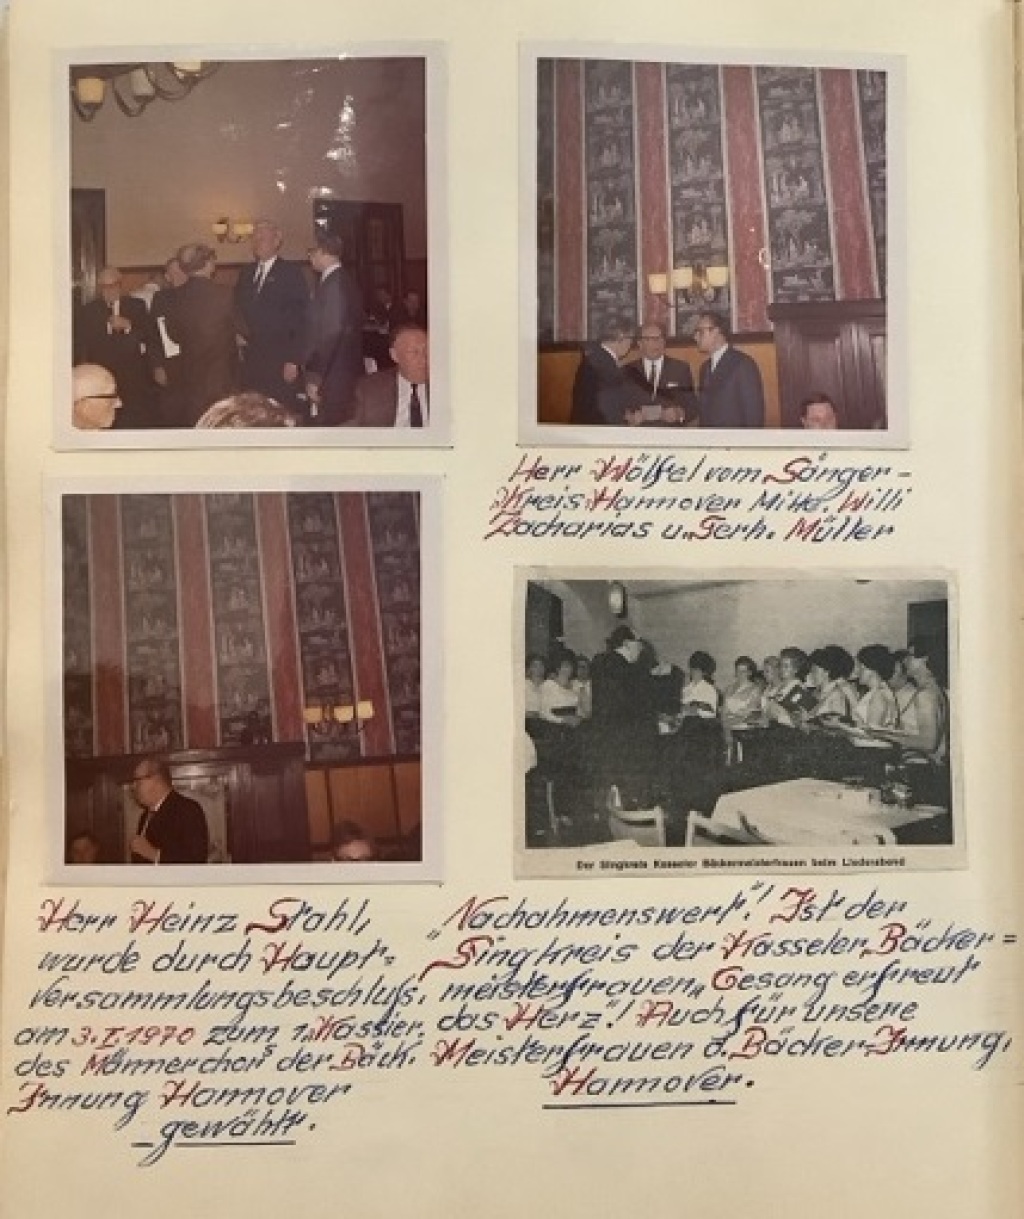 Herr Wölfel vom Sänger-
Kreis Hannover Mitte. Willi
Zacharias u. Gerh. Müller
Der Singkreis Kasseler Bäckermeisterfrauen beim Liederabend
Herr Heinz Stahl,
wurde durch Haupt=
versammlungsbeschluß,
am 3.I.1970 zum 1. Kassier.
des Männerchors der Bäck.
Innung Hannover
gewählt.
„Nachahmenswert"! Ist der
Singkreis der Kasseler Bäcker=
meisterfrauen „Gesang erfreut
das Herz"! Auch für unsere
Meisterfrauen d. Bäcker-Innung,
Hannover.